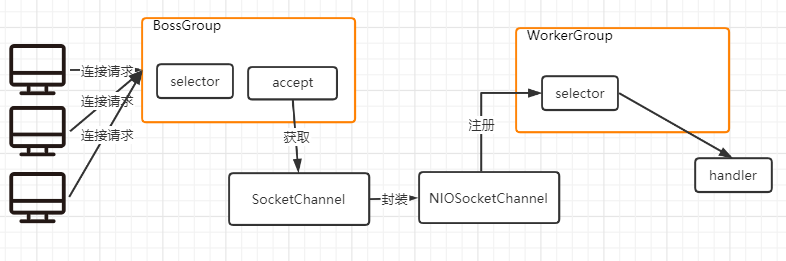 BossGroup
selector
accept
连接请求
连接请求
连接请求
获取
SocketChannel
封装
NIOSocketChannel
注册
WorkerGroup
selector
handler